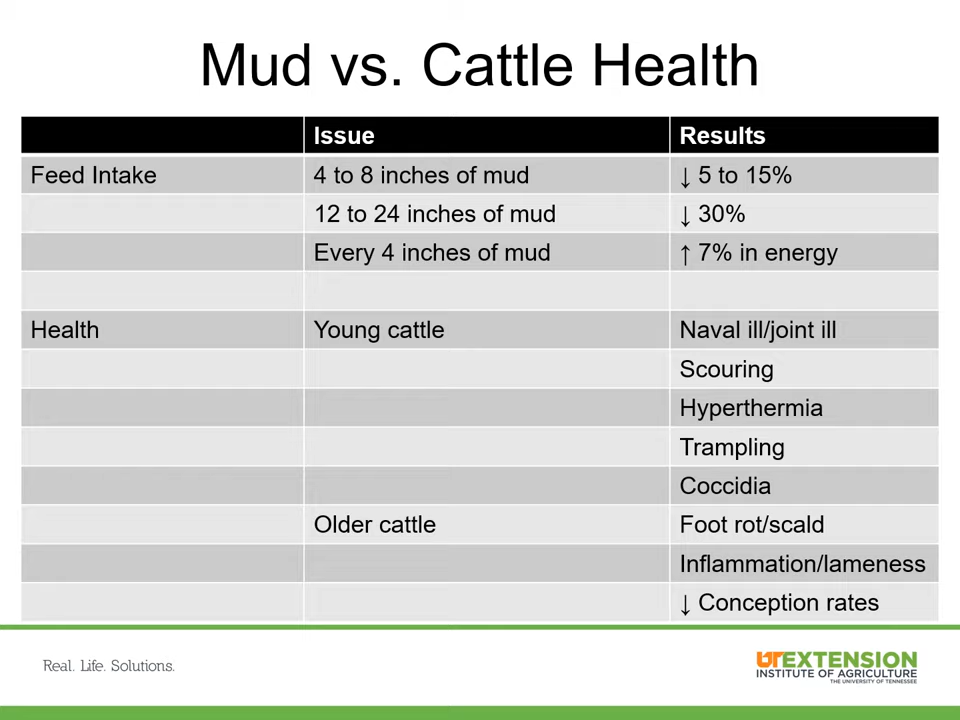 Mud vs. Cattle Health
Issue Results
Feed Intake 4 to 8 inches of mud ↓ 5 to 15%
12 to 24 inches of mud ↓ 30%
Every 4 inches of mud ↑ 7% in energy
Health Young cattle Naval ill/joint ill
Scouring
Hyperthermia
Trampling
Coccidia
Older cattle Foot rot/scald
Inflammation/lameness
↓ Conception rates
Real. Life. Solutions.
UT EXTENSION
INSTITUTE OF AGRICULTURE
THE UNIVERSITY OF TENNESSEE